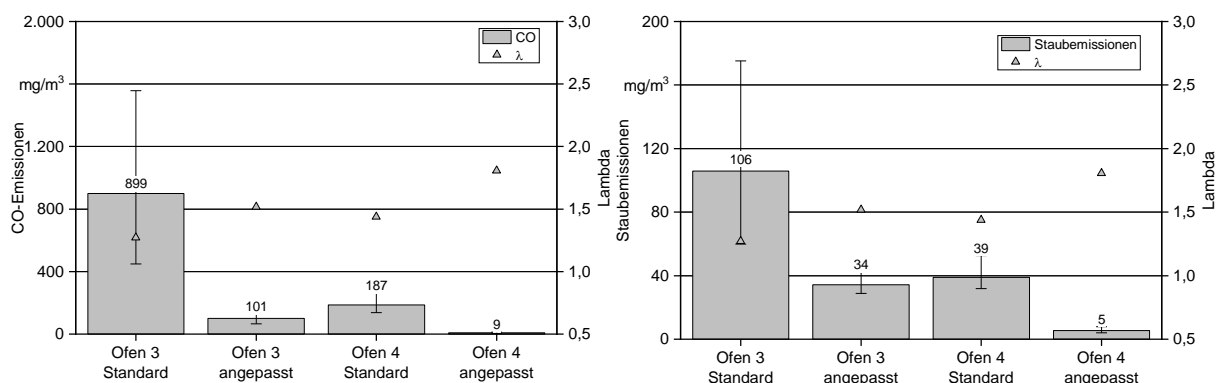 2.000
mg/m³
1.200
800
400
0
CO-Emissionen
3,0
2,5
2,0
1,5
1,0
0,5
Lambda
CO
λ
899
101
187
9
Ofen 3 Standard
Ofen 3 angepasst
Ofen 4 Standard
Ofen 4 angepasst
200
mg/m³
120
80
40
0
Staubemissionen
3,0
2,5
2,0
1,5
1,0
0,5
Lambda
Staubemissionen
λ
106
34
39
5
Ofen 3 Standard
Ofen 3 angepasst
Ofen 4 Standard
Ofen 4 angepasst